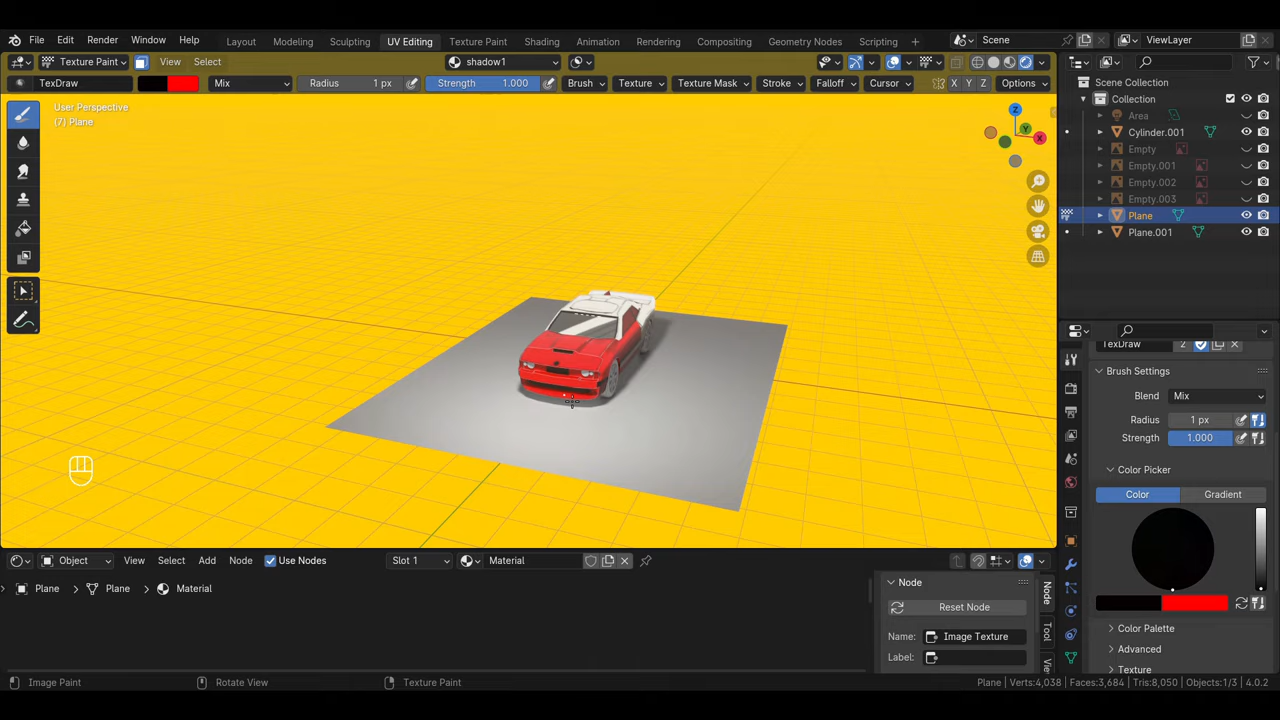 File Edit Render Window Help Layout Modeling Sculpting UV Editing Texture Paint Shading Animation Rendering Compositing Geometry Nodes Scripting + Scene ViewLayer
Texture Paint View Select shadow1
TexDraw Mix Radius 1 px Strength 1.000 Brush Texture Texture Mask Stroke Falloff Cursor X Y Z Options
Scene Collection
Collection
Area
Cylinder.001
Empty
Empty.001
Empty.002
Empty.003
Plane
Plane.001
User Perspective
(7) Plane
Z
Y
X
TexDraw 2
Brush Settings
Blend Mix
Radius 1 px
Strength 1.000
Color Picker
Color Gradient
Color Palette
Advanced
Texture
Object View Select Add Node Use Nodes Slot 1 Material
Plane > Plane > Material
Node
Reset Node
Name: Image Texture
Label:
Node
Tool
Image Paint Rotate View Texture Paint Plane | Verts:4,038 | Faces:3,684 | Tris:8,050 | Objects:1/3 | 4.0.2